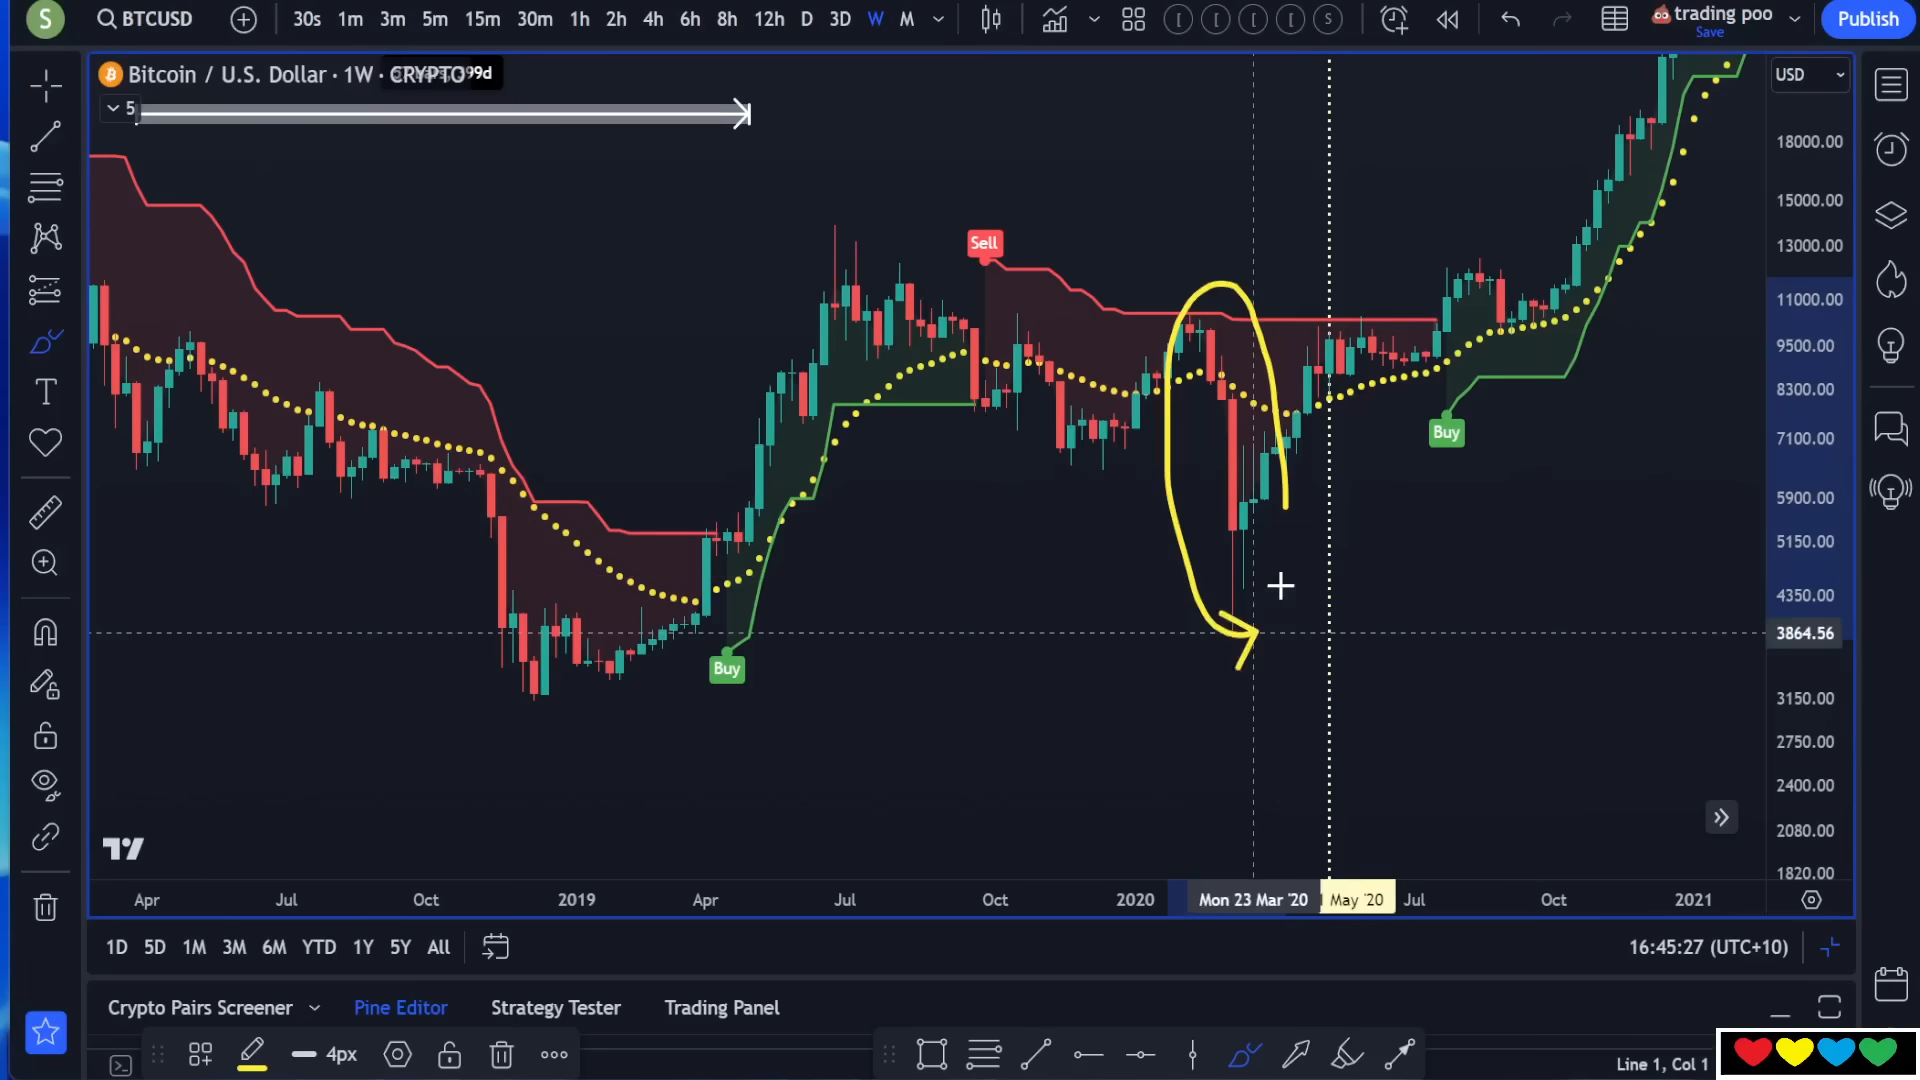 S
BTCUSD
30s 1m 3m 5m 15m 30m 1h 2h 4h 6h 8h 12h D 3D W M
S
trading poo
Save
Publish
Bitcoin / U.S. Dollar · 1W · CRYPTO 99d
5
USD
Sell
Buy
Buy
18000.00
15000.00
13000.00
11000.00
9500.00
8300.00
7100.00
5900.00
5150.00
4350.00
3864.56
3150.00
2750.00
2400.00
2080.00
1820.00
Apr Jul Oct 2019 Apr Jul Oct 2020 Mon 23 Mar '20 May '20 Jul Oct 2021
1D 5D 1M 3M 6M YTD 1Y 5Y All
16:45:27 (UTC+10)
Crypto Pairs Screener Pine Editor Strategy Tester Trading Panel
4px
Line 1, Col 1